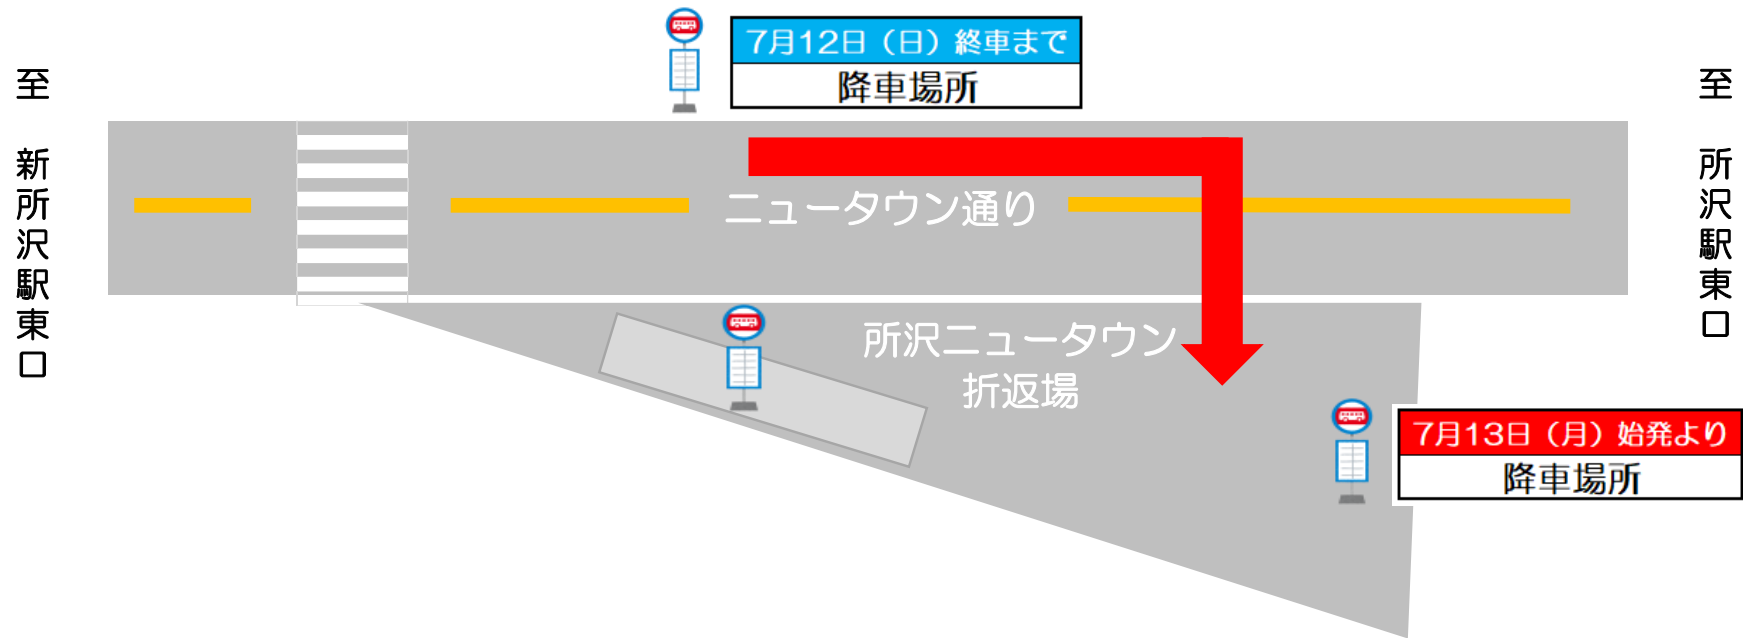 7月12日（日）終車まで
降車場所
至 新所沢駅東口
至 所沢駅東口
ニュータウン通り
所沢ニュータウン
折返場
7月13日（月）始発より
降車場所